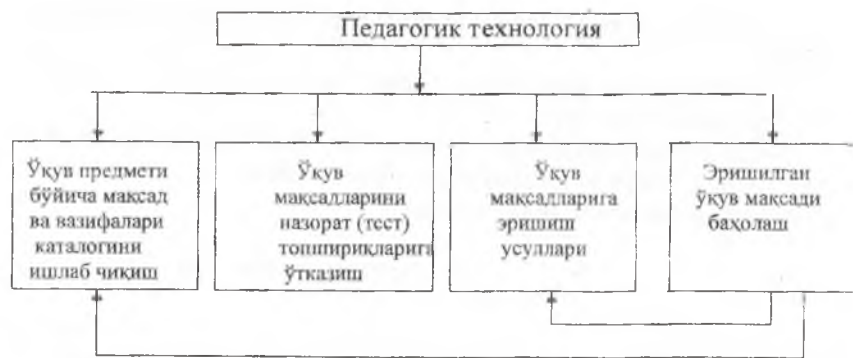 Педагогик технология
Ўқув предмети
бўйича мақсад
ва вазифалари
каталогини
ишлаб чиқиш
Ўқув
мақсадларини
назорат (тест)
топшириқларига
ўтказиш
Ўқув
мақсадларига
эришиш
усуллари
Эришилган
ўқув мақсади
баҳолаш